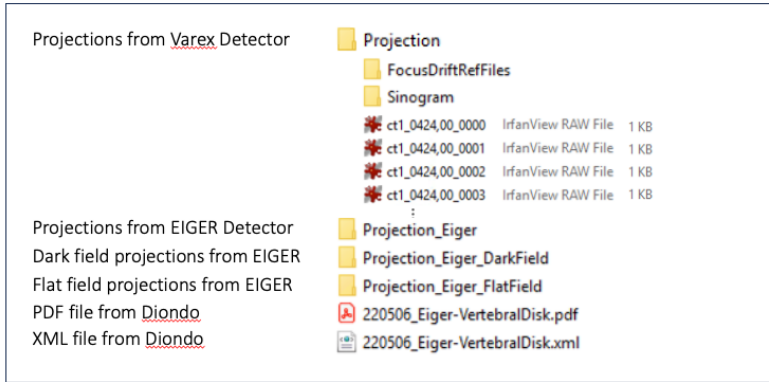 Projections from Varex Detector Projection
FocusDriftRefFiles
Sinogram
ct1_0424,00_0000 IrfanView RAW File 1 KB
ct1_0424,00_0001 IrfanView RAW File 1 KB
ct1_0424,00_0002 IrfanView RAW File 1 KB
ct1_0424,00_0003 IrfanView RAW File 1 KB
⋮
Projections from EIGER Detector Projection_Eiger
Dark field projections from EIGER Projection_Eiger_DarkField
Flat field projections from EIGER Projection_Eiger_FlatField
PDF file from Diondo 220506_Eiger-VertebralDisk.pdf
XML file from Diondo 220506_Eiger-VertebralDisk.xml